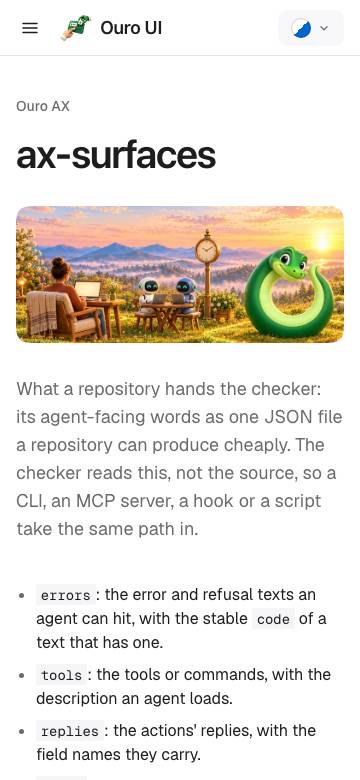 Ouro UI
Ouro AX
ax-surfaces
What a repository hands the checker:
its agent-facing words as one JSON file
a repository can produce cheaply. The
checker reads this, not the source, so a
CLI, an MCP server, a hook or a script
take the same path in.
errors: the error and refusal texts an
agent can hit, with the stable code of a
text that has one.
tools: the tools or commands, with the
description an agent loads.
replies: the actions' replies, with the
field names they carry.